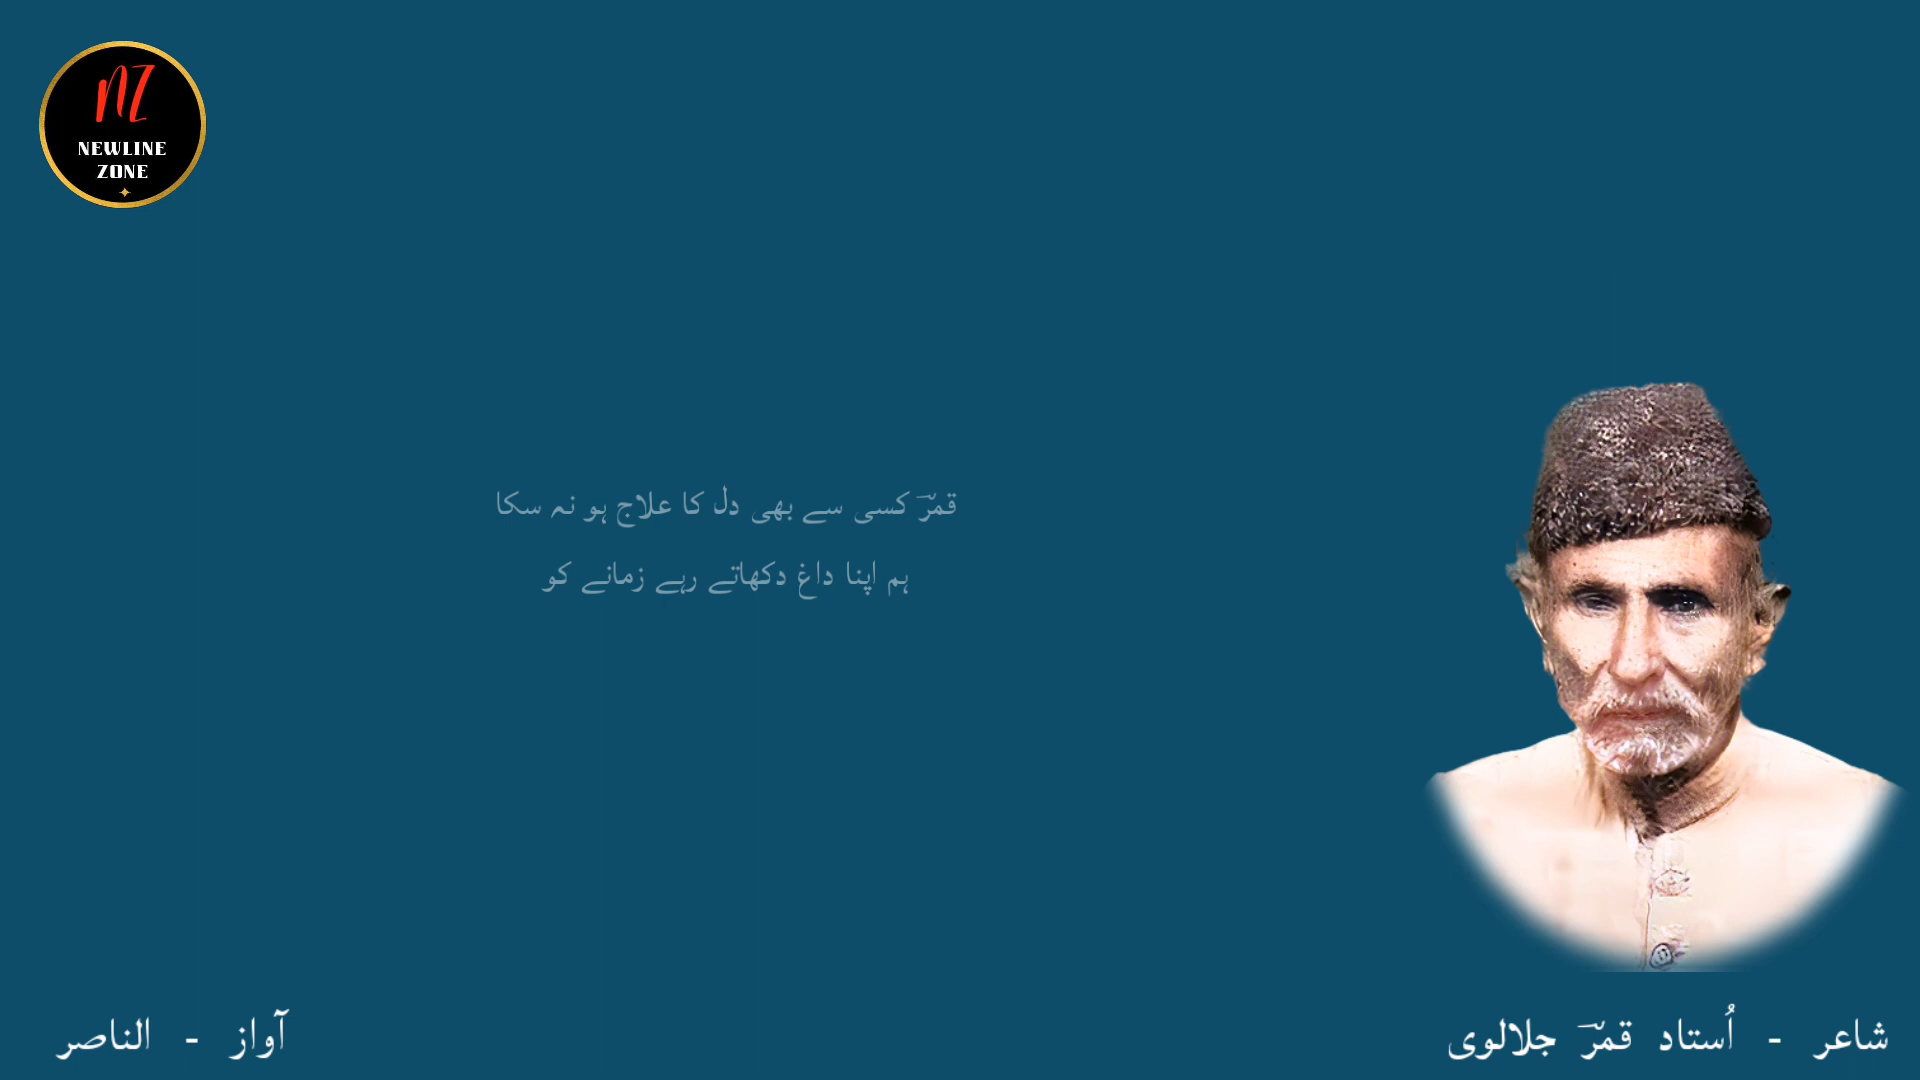 NZ
NEWLINE
ZONE
قمرؔ کسی سے بھی دل کا علاج ہو نہ سکا
ہم اپنا داغ دکھاتے رہے زمانے کو
شاعر - اُستاد قمرؔ جلالوی
آواز - الناصر